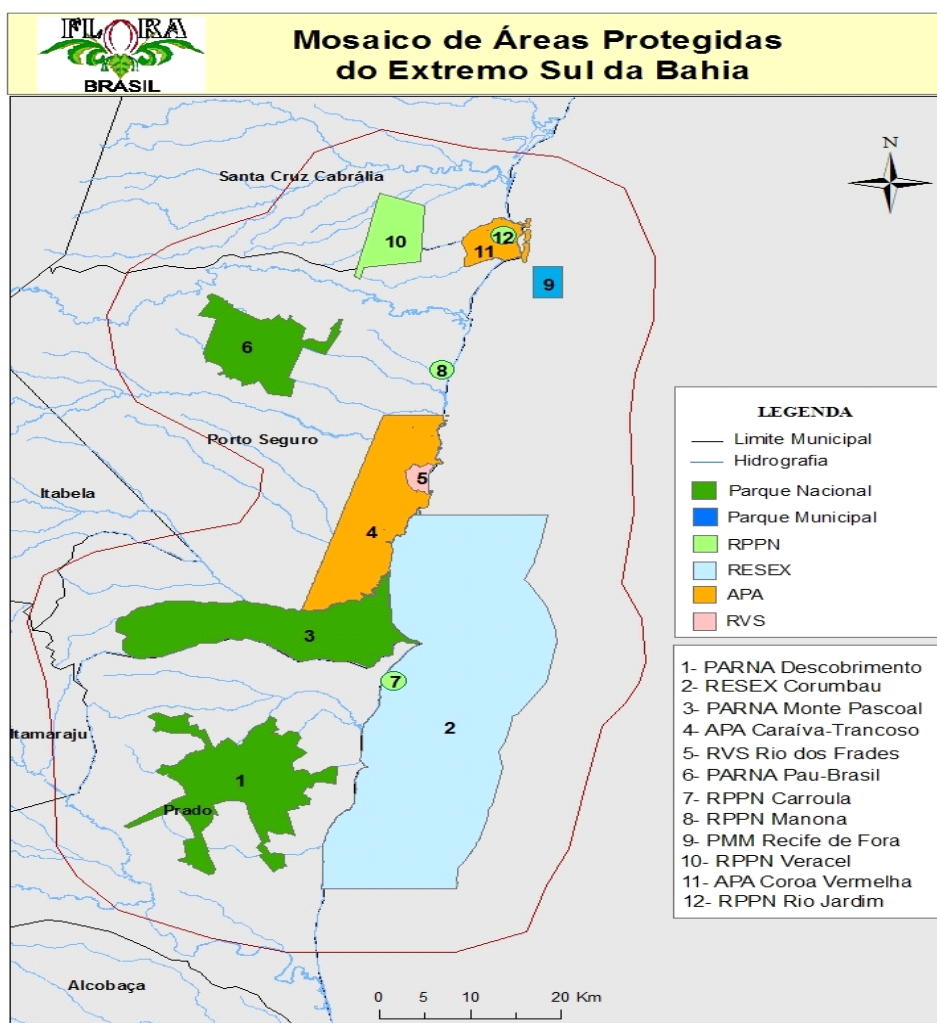 FLORA
BRASIL
Mosaico de Áreas Protegidas
do Extremo Sul da Bahia
N
Santa Cruz Cabrália
10
12
11
9
6
8
Porto Seguro
5
Itabela
4
3
7
Itamaraju
2
1
Prado
Alcobaça
0 5 10 20 Km
LEGENDA
Limite Municipal
Hidrografia
Parque Nacional
Parque Municipal
RPPN
RESEX
APA
RVS
1- PARNA Descobrimento
2- RESEX Corumbau
3- PARNA Monte Pascoal
4- APA Caraíva-Trancoso
5- RVS Rio dos Frades
6- PARNA Pau-Brasil
7- RPPN Carroula
8- RPPN Manona
9- PMM Recife de Fora
10- RPPN Veracel
11- APA Coroa Vermelha
12- RPPN Rio Jardim